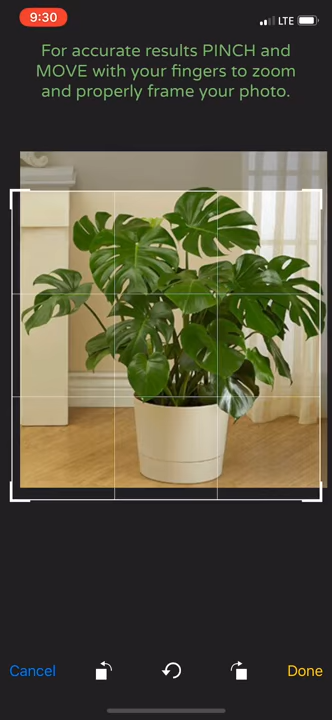 9:30
LTE
For accurate results PINCH and
MOVE with your fingers to zoom
and properly frame your photo.
Cancel
Done